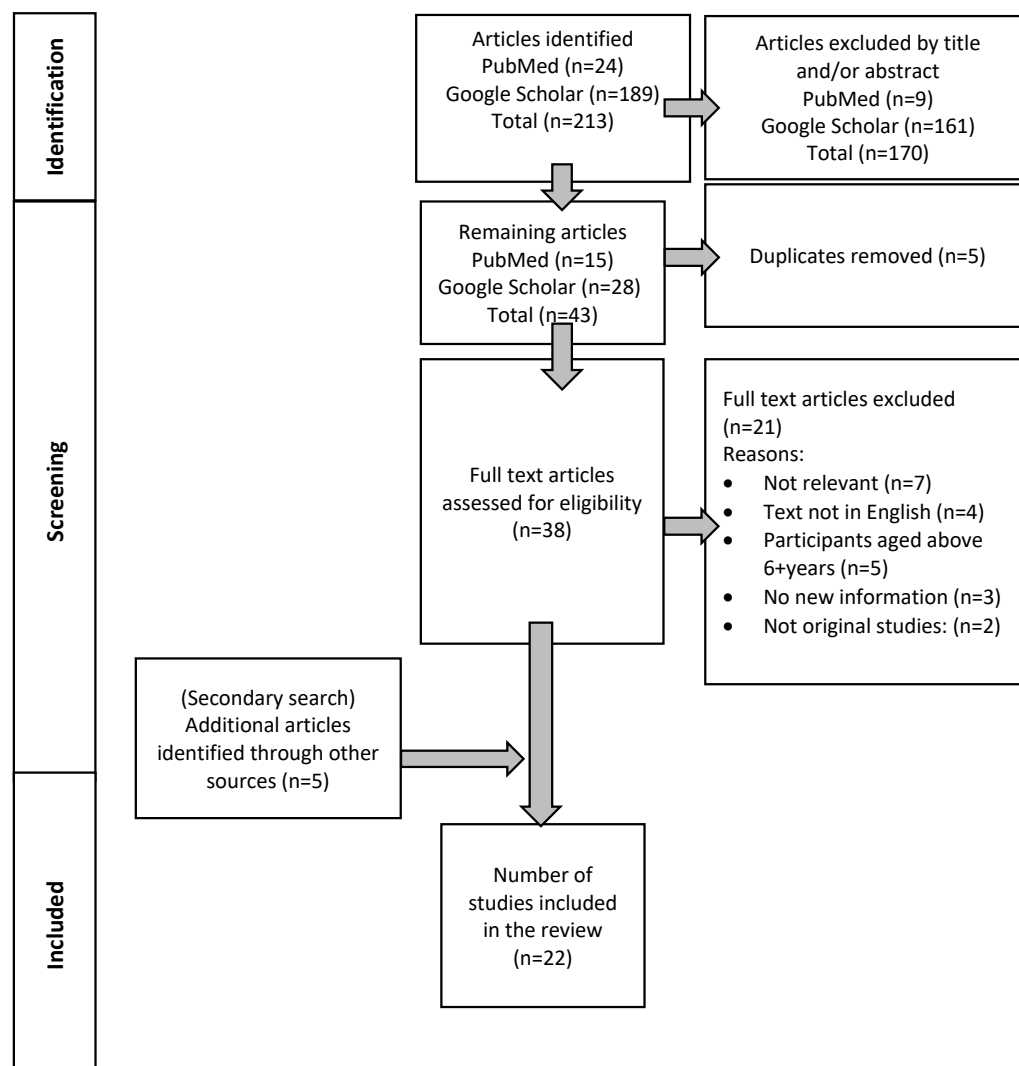 Identification
Articles identified
PubMed (n=24)
Google Scholar (n=189)
Total (n=213)
Articles excluded by title
and/or abstract
PubMed (n=9)
Google Scholar (n=161)
Total (n=170)
Screening
Remaining articles
PubMed (n=15)
Google Scholar (n=28)
Total (n=43)
Duplicates removed (n=5)
Full text articles
assessed for eligibility
(n=38)
Full text articles excluded
(n=21)
Reasons:
• Not relevant (n=7)
• Text not in English (n=4)
• Participants aged above
6+years (n=5)
• No new information (n=3)
• Not original studies: (n=2)
(Secondary search)
Additional articles
identified through other
sources (n=5)
Included
Number of
studies included
in the review
(n=22)